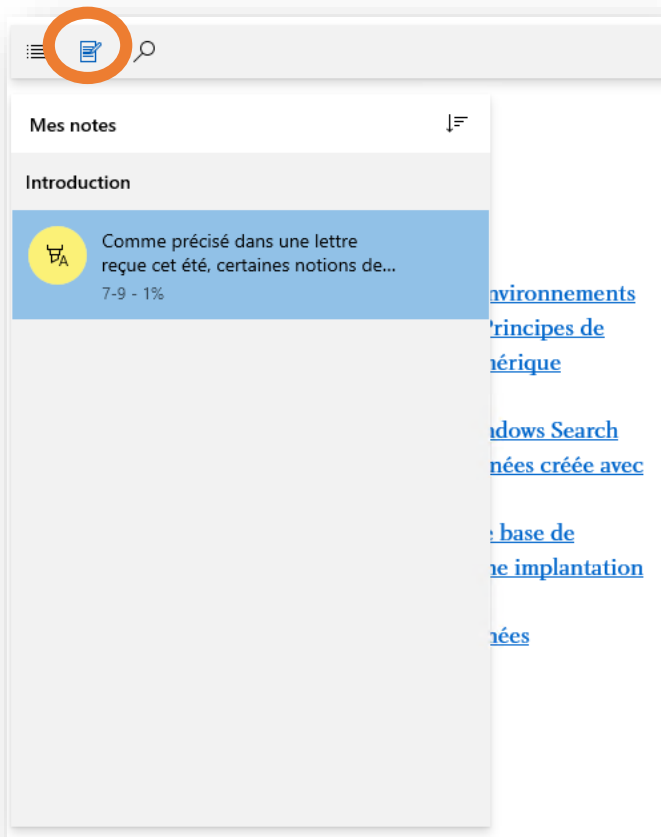 Mes notes
Introduction
Comme précisé dans une lettre
reçue cet été, certaines notions de...
7-9 - 1%
nvironnements
Principes de
nérique
ndows Search
nées créée avec
e base de
ne implantation
nées